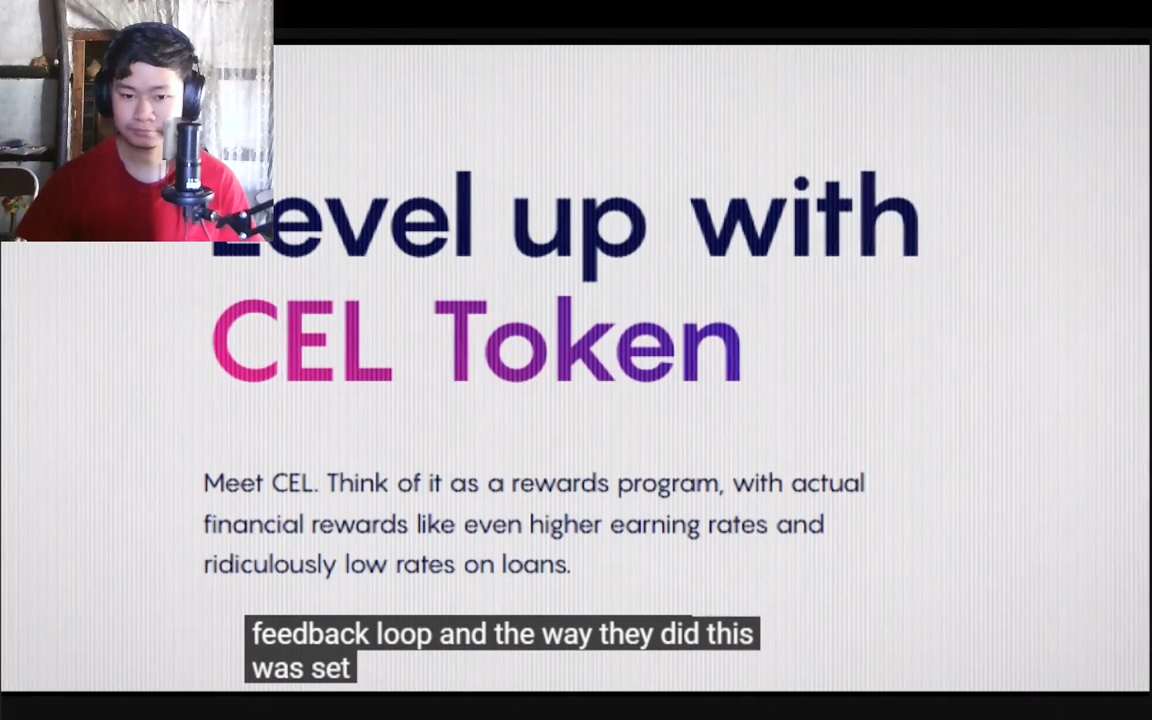 Level up with
CEL Token
Meet CEL. Think of it as a rewards program, with actual
financial rewards like even higher earning rates and
ridiculously low rates on loans.
feedback loop and the way they did this
was set